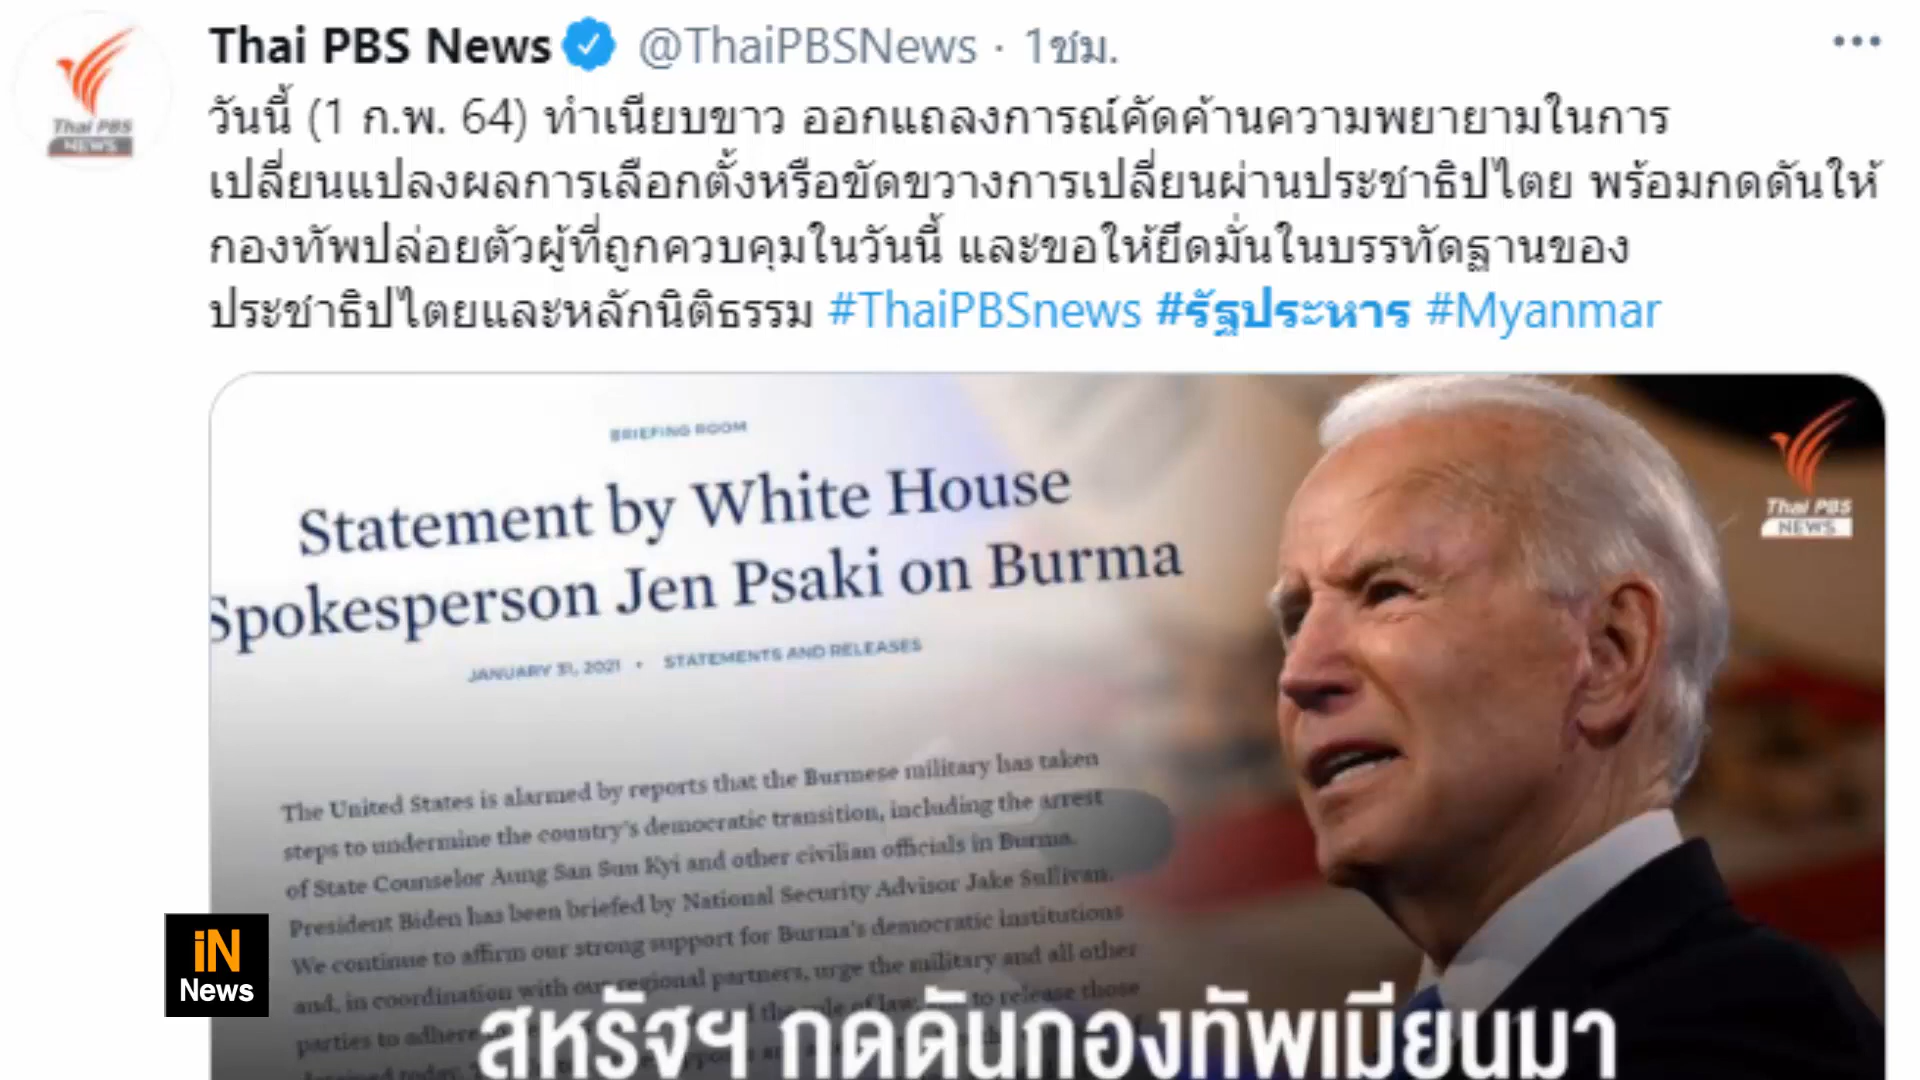 Thai PBS News @ThaiPBSNews · 1ชม.
Thai PBS
NEWS
วันนี้ (1 ก.พ. 64) ทำเนียบขาว ออกแถลงการณ์คัดค้านความพยายามในการ
เปลี่ยนแปลงผลการเลือกตั้งหรือขัดขวางการเปลี่ยนผ่านประชาธิปไตย พร้อมกดดันให้
กองทัพปล่อยตัวผู้ที่ถูกควบคุมในวันนี้ และขอให้ยึดมั่นในบรรทัดฐานของ
ประชาธิปไตยและหลักนิติธรรม #ThaiPBSnews #รัฐประหาร #Myanmar
BRIEFING ROOM
Statement by White House
Spokesperson Jen Psaki on Burma
JANUARY 31, 2021 • STATEMENTS AND RELEASES
Thai PBS
NEWS
The United States is alarmed by reports that the Burmese military has taken
steps to undermine the country's democratic transition, including the arrest
of State Counselor Aung San Suu Kyi and other civilian officials in Burma.
President Biden has been briefed by National Security Advisor Jake Sullivan.
We continue to affirm our strong support for Burma's democratic institutions
and, in coordination with our regional partners, urge the military and all other
parties to adhere the rule of law, to release those
detained today.
iN
News
สหรัฐฯ กดดันกองทัพเมียนมา